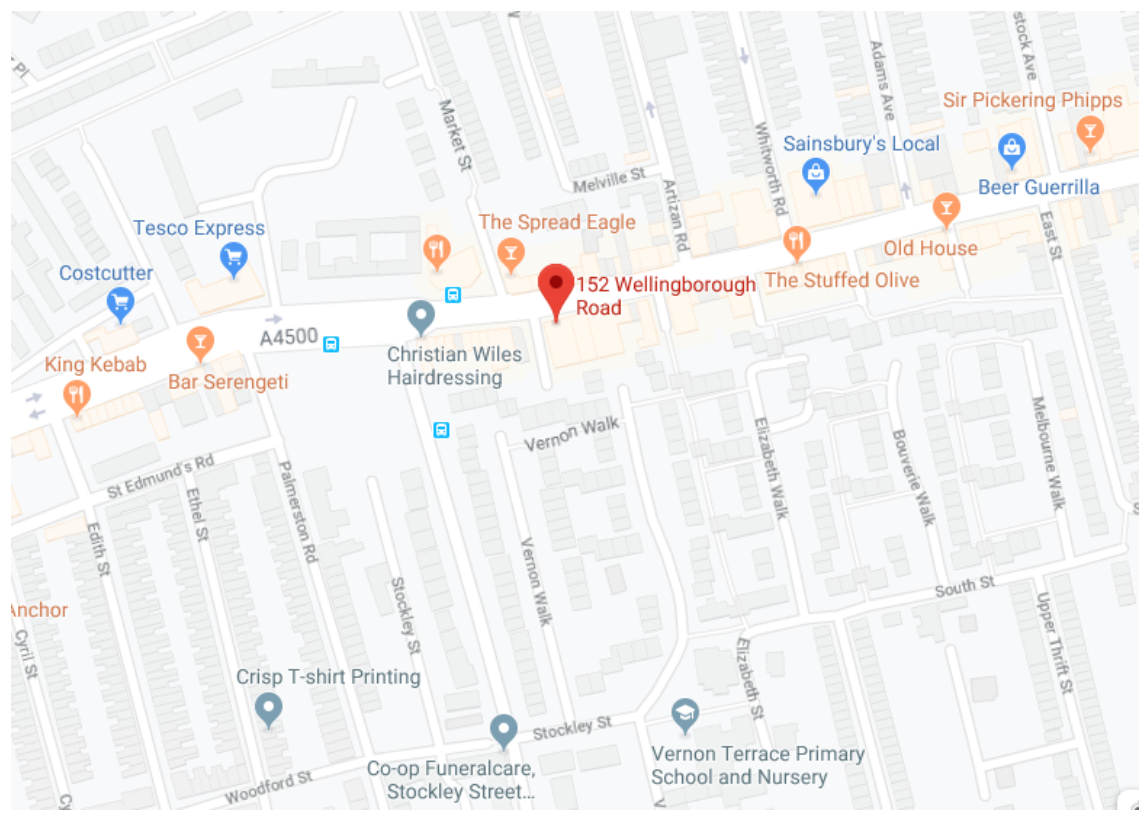 Pl
stock Ave
Adams Ave
Sir Pickering Phipps
Market St
Whitworth Rd
Sainsbury's Local
Beer Guerrilla
Melville St
Artizan Rd
The Spread Eagle
Tesco Express
East St
Old House
Costcutter
152 Wellingborough
Road
The Stuffed Olive
A4500
Christian Wiles
Hairdressing
King Kebab
Bar Serengeti
Vernon Walk
Elizabeth Walk
Bouverie Walk
Melbourne Walk
St Edmund's Rd
Palmerston Rd
Ethel St
Edith St
Vernon Walk
Stockley St
South St
Upper Thrift St
Anchor
Cyril St
Elizabeth St
Crisp T-shirt Printing
Stockley St
Vernon Terrace Primary
School and Nursery
Co-op Funeralcare,
Stockley Street...
Woodford St
Cy
V